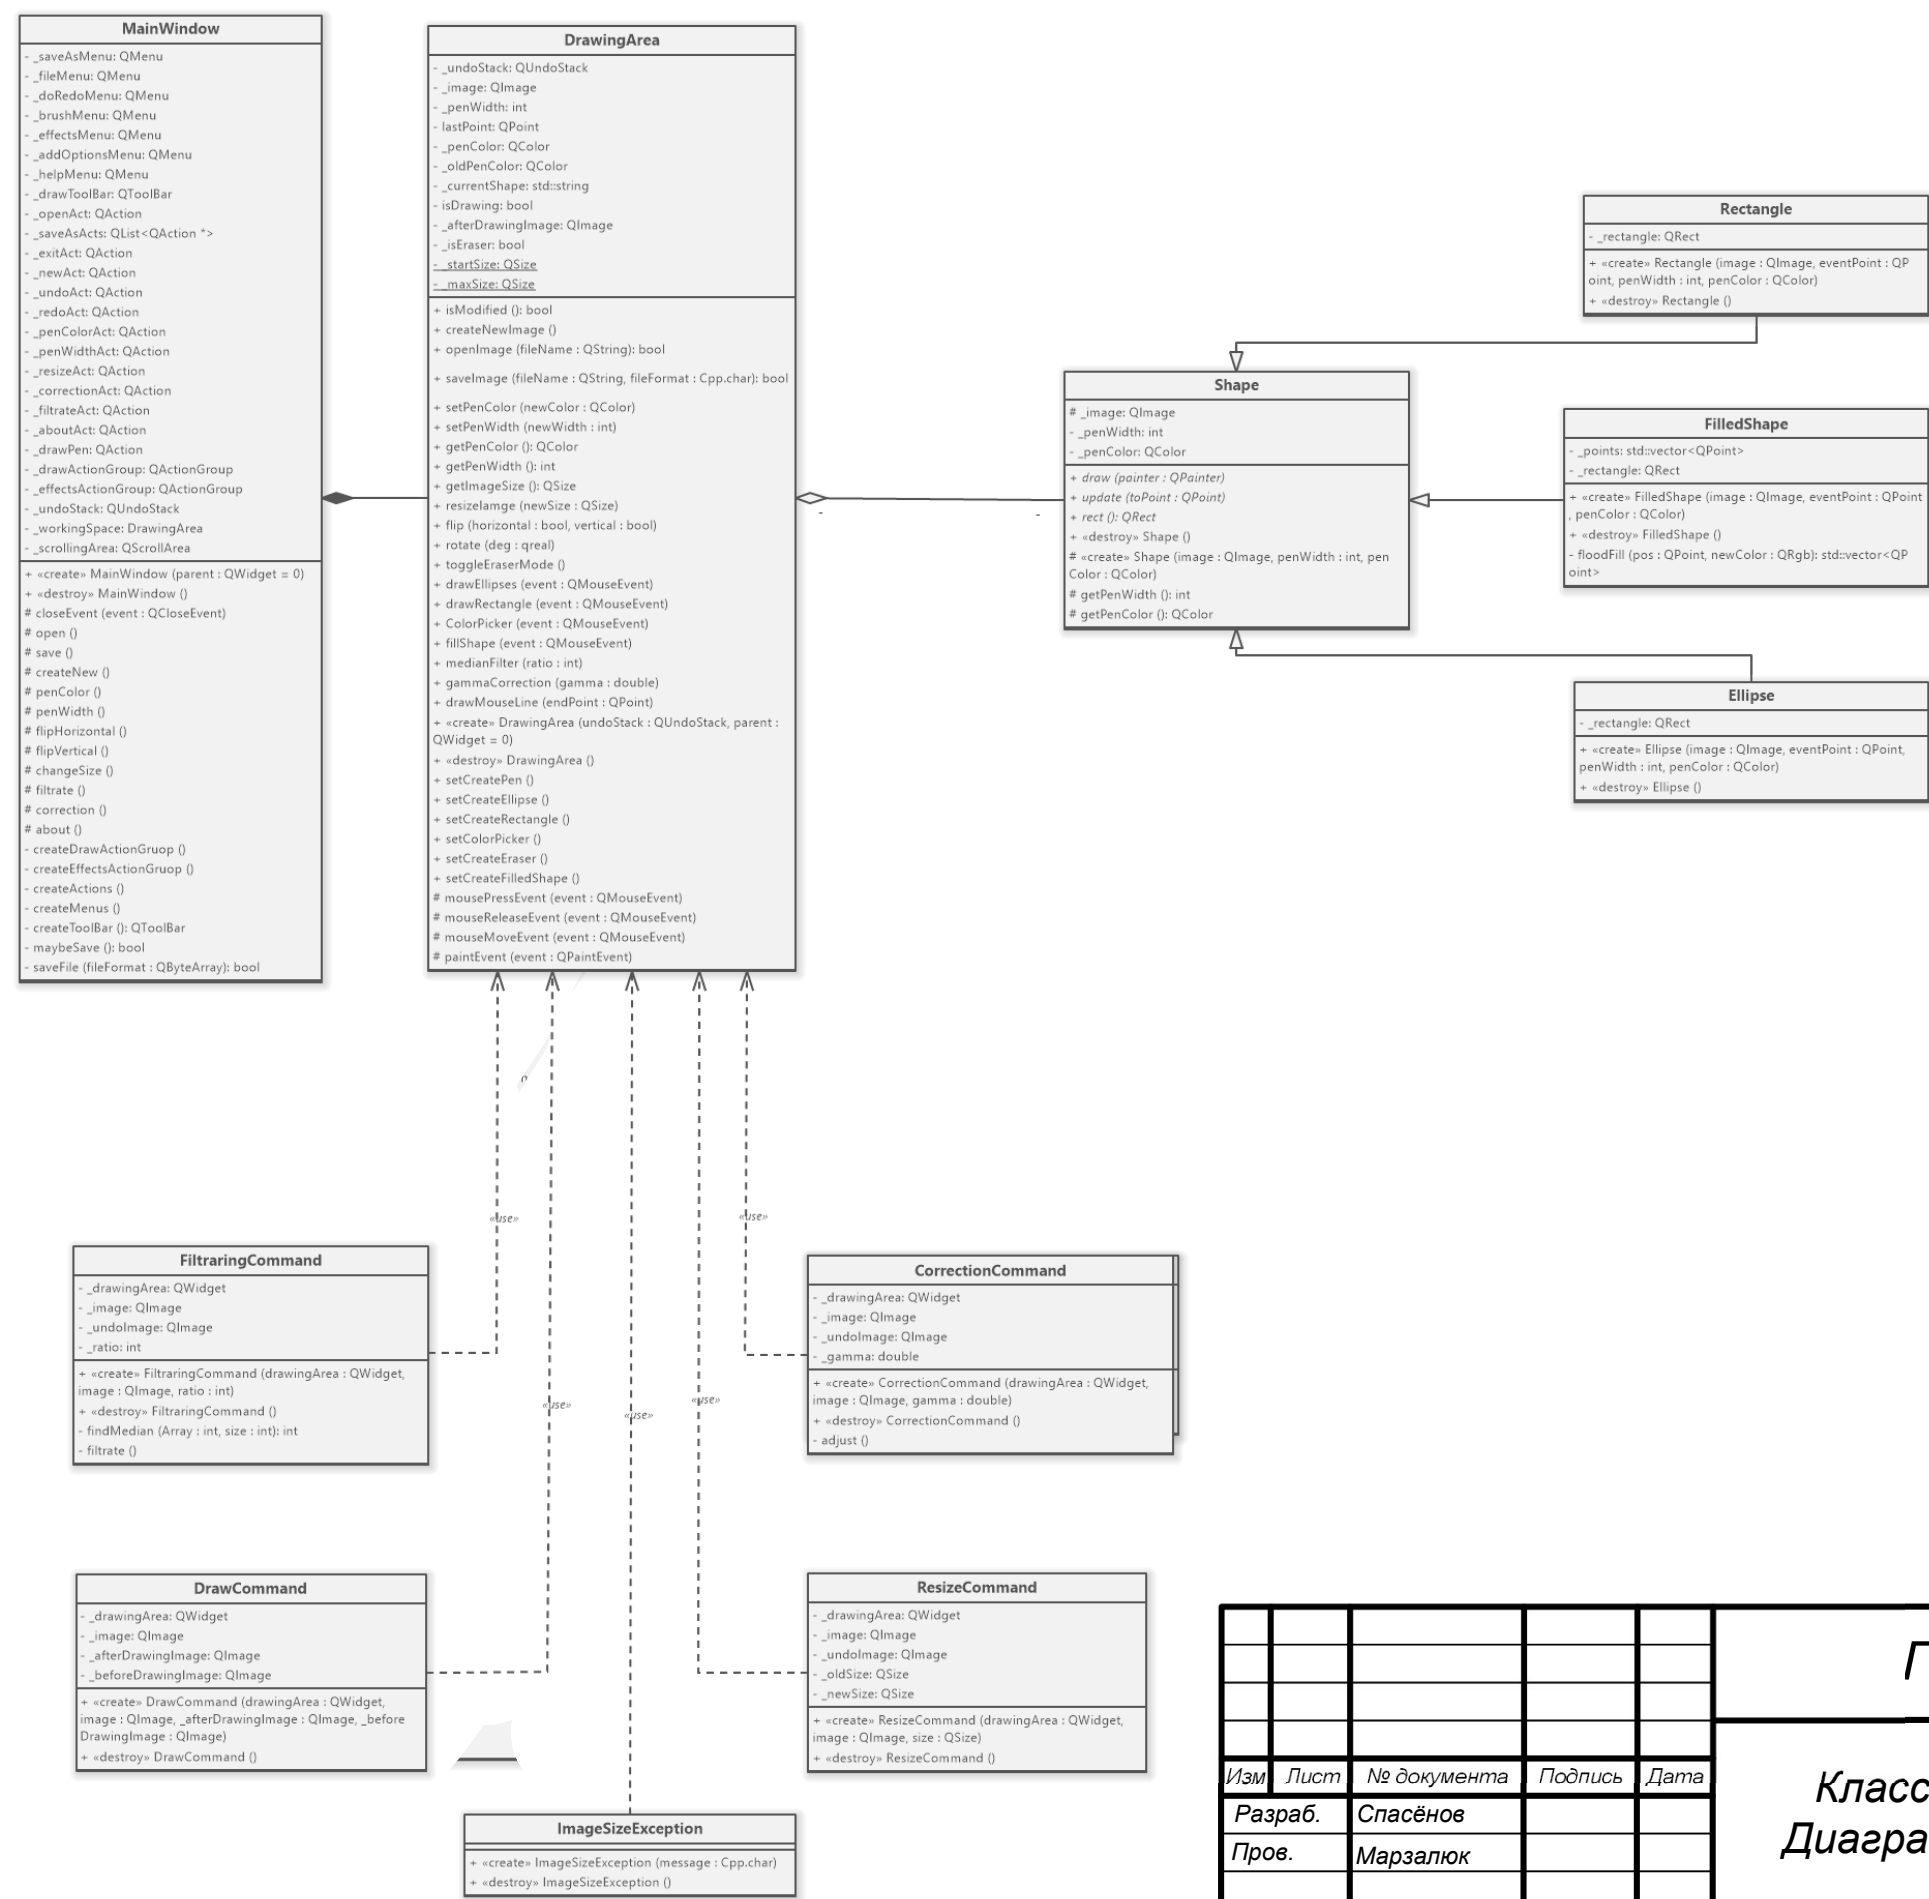 MainWindow
- _saveAsMenu: QMenu
- _fileMenu: QMenu
- _doRedoMenu: QMenu
- _brushMenu: QMenu
- _effectsMenu: QMenu
- _addOptionsMenu: QMenu
- _helpMenu: QMenu
- _drawToolBar: QToolBar
- _openAct: QAction
- _saveAsActs: QList<QAction *>
- _exitAct: QAction
- _newAct: QAction
- _undoAct: QAction
- _redoAct: QAction
- _penColorAct: QAction
- _penWidthAct: QAction
- _resizeAct: QAction
- _correctionAct: QAction
- _filtrateAct: QAction
- _aboutAct: QAction
- _drawPen: QAction
- _drawActionGroup: QActionGroup
- _effectsActionGroup: QActionGroup
- _undoStack: QUndoStack
- _workingSpace: DrawingArea
- _scrollingArea: QScrollArea
+ «create» MainWindow (parent : QWidget = 0)
+ «destroy» MainWindow ()
# closeEvent (event : QCloseEvent)
# open ()
# save ()
# createNew ()
# penColor ()
# penWidth ()
# flipHorizontal ()
# flipVertical ()
# changeSize ()
# filtrate ()
# correction ()
# about ()
- createDrawActionGruop ()
- createEffectsActionGruop ()
- createActions ()
- createMenus ()
- createToolBar (): QToolBar
- maybeSave (): bool
- saveFile (fileFormat : QByteArray): bool
DrawingArea
- _undoStack: QUndoStack
- _image: QImage
- _penWidth: int
- lastPoint: QPoint
- _penColor: QColor
- _oldPenColor: QColor
- _currentShape: std::string
- isDrawing: bool
- _afterDrawingImage: QImage
- _isEraser: bool
- _startSize: QSize
- _maxSize: QSize
+ isModified (): bool
+ createNewImage ()
+ openImage (fileName : QString): bool
+ saveImage (fileName : QString, fileFormat : Cpp.char): bool
+ setPenColor (newColor : QColor)
+ setPenWidth (newWidth : int)
+ getPenColor (): QColor
+ getPenWidth (): int
+ getImageSize (): QSize
+ resizeIamge (newSize : QSize)
+ flip (horizontal : bool, vertical : bool)
+ rotate (deg : qreal)
+ toggleEraserMode ()
+ drawEllipses (event : QMouseEvent)
+ drawRectangle (event : QMouseEvent)
+ ColorPicker (event : QMouseEvent)
+ fillShape (event : QMouseEvent)
+ medianFilter (ratio : int)
+ gammaCorrection (gamma : double)
+ drawMouseLine (endPoint : QPoint)
+ «create» DrawingArea (undoStack : QUndoStack, parent :
QWidget = 0)
+ «destroy» DrawingArea ()
+ setCreatePen ()
+ setCreateEllipse ()
+ setCreateRectangle ()
+ setColorPicker ()
+ setCreateEraser ()
+ setCreateFilledShape ()
# mousePressEvent (event : QMouseEvent)
# mouseReleaseEvent (event : QMouseEvent)
# mouseMoveEvent (event : QMouseEvent)
# paintEvent (event : QPaintEvent)
Shape
# _image: QImage
- _penWidth: int
- _penColor: QColor
+ draw (painter : QPainter)
+ update (toPoint : QPoint)
+ rect (): QRect
+ «destroy» Shape ()
# «create» Shape (image : QImage, penWidth : int, pen
Color : QColor)
# getPenWidth (): int
# getPenColor (): QColor
Rectangle
- _rectangle: QRect
+ «create» Rectangle (image : QImage, eventPoint : QP
oint, penWidth : int, penColor : QColor)
+ «destroy» Rectangle ()
FilledShape
- _points: std::vector<QPoint>
- _rectangle: QRect
+ «create» FilledShape (image : QImage, eventPoint : QPoint
, penColor : QColor)
+ «destroy» FilledShape ()
- floodFill (pos : QPoint, newColor : QRgb): std::vector<QP
oint>
Ellipse
- _rectangle: QRect
+ «create» Ellipse (image : QImage, eventPoint : QPoint,
penWidth : int, penColor : QColor)
+ «destroy» Ellipse ()
«use»
«use»
«use»
«use»
«use»
FiltraringCommand
- _drawingArea: QWidget
- _image: QImage
- _undoImage: QImage
- _ratio: int
+ «create» FiltraringCommand (drawingArea : QWidget,
image : QImage, ratio : int)
+ «destroy» FiltraringCommand ()
- findMedian (Array : int, size : int): int
- filtrate ()
CorrectionCommand
- _drawingArea: QWidget
- _image: QImage
- _undoImage: QImage
- _gamma: double
+ «create» CorrectionCommand (drawingArea : QWidget,
image : QImage, gamma : double)
+ «destroy» CorrectionCommand ()
- adjust ()
DrawCommand
- _drawingArea: QWidget
- _image: QImage
- _afterDrawingImage: QImage
- _beforeDrawingImage: QImage
+ «create» DrawCommand (drawingArea : QWidget,
image : QImage, _afterDrawingImage : QImage, _before
DrawingImage : QImage)
+ «destroy» DrawCommand ()
ResizeCommand
- _drawingArea: QWidget
- _image: QImage
- _undoImage: QImage
- _oldSize: QSize
- _newSize: QSize
+ «create» ResizeCommand (drawingArea : QWidget,
image : QImage, size : QSize)
+ «destroy» ResizeCommand ()
ImageSizeException
+ «create» ImageSizeException (message : Cpp.char)
+ «destroy» ImageSizeException ()
Изм Лист № документа Подпись Дата
Разраб. Спасёнов
Пров. Марзалюк
Класс
Диагра